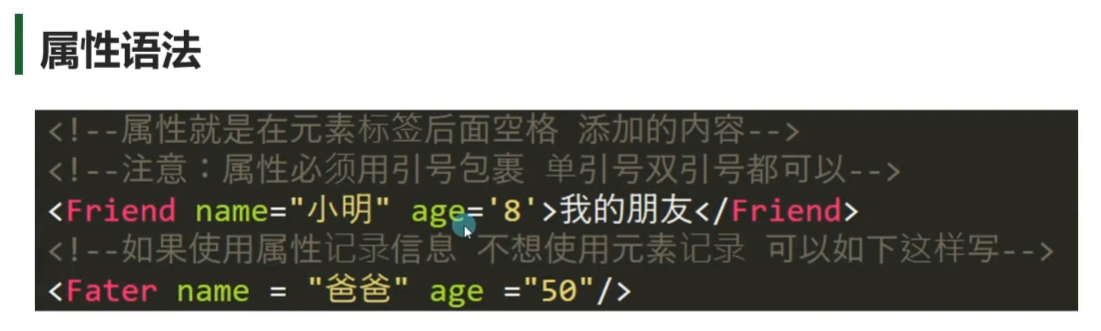 属性语法
<!--属性就是在元素标签后面空格 添加的内容-->
<!--注意：属性必须用引号包裹 单引号双引号都可以-->
<Friend name="小明" age='8'>我的朋友</Friend>
<!--如果使用属性记录信息 不想使用元素记录 可以如下這样写-->
<Fater name = "爸爸" age ="50"/>